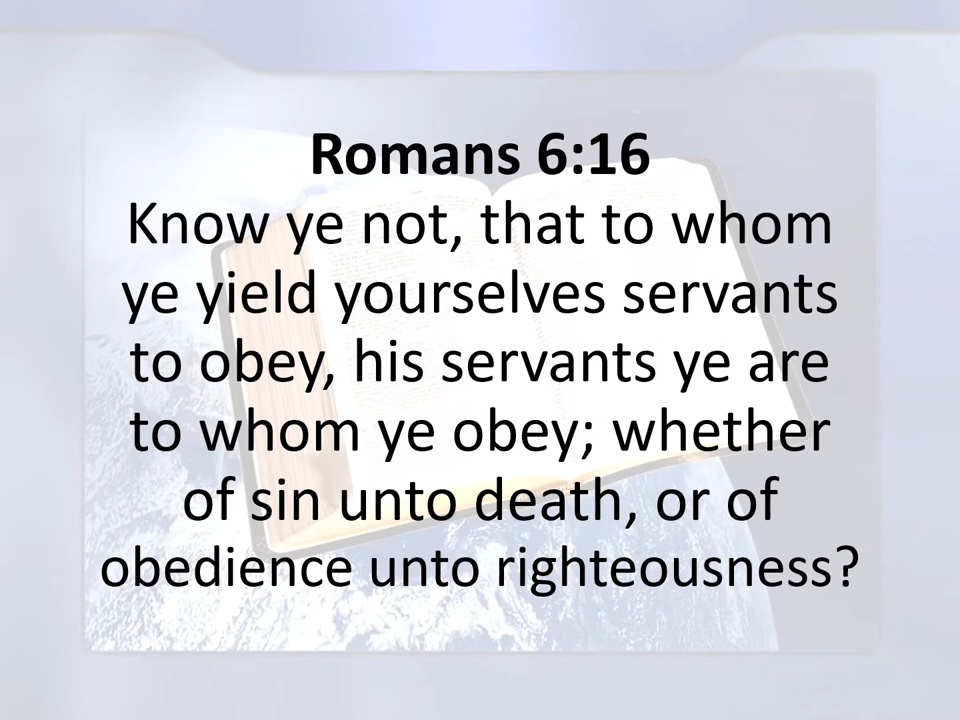 Romans 6:16
Know ye not, that to whom
ye yield yourselves servants
to obey, his servants ye are
to whom ye obey; whether
of sin unto death, or of
obedience unto righteousness?